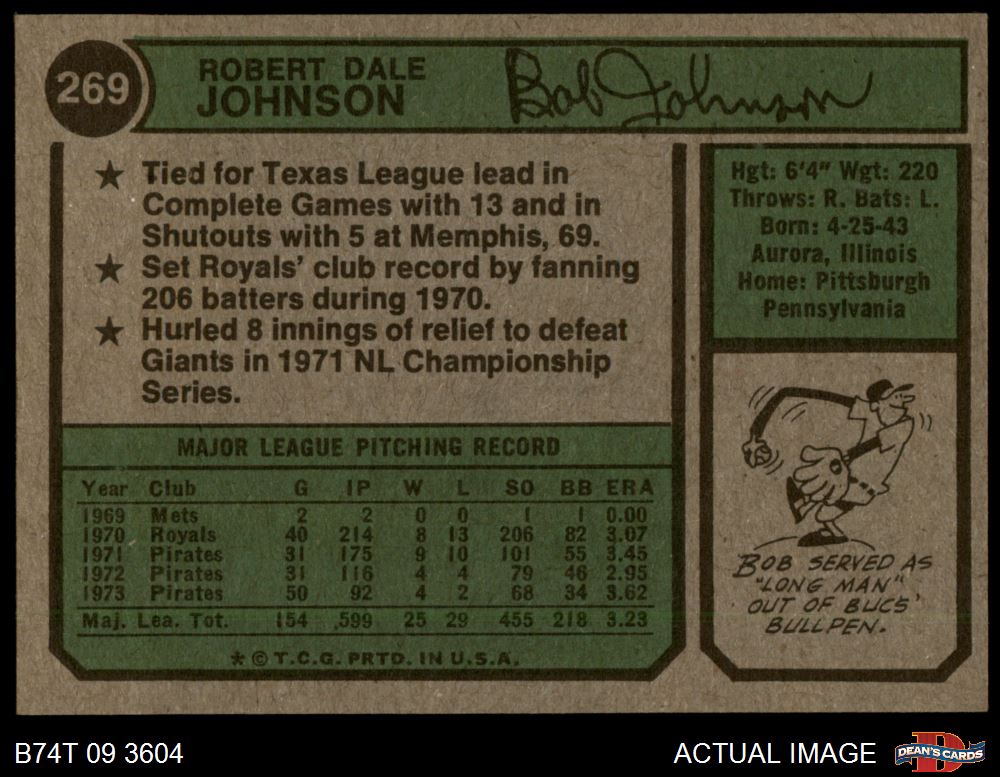 269
ROBERT DALE
JOHNSON
Bob Johnson
★ Tied for Texas League lead in
Complete Games with 13 and in
Shutouts with 5 at Memphis, 69.
★ Set Royals' club record by fanning
206 batters during 1970.
★ Hurled 8 innings of relief to defeat
Giants in 1971 NL Championship
Series.
Hgt: 6'4" Wgt: 220
Throws: R. Bats: L.
Born: 4-25-43
Aurora, Illinois
Home: Pittsburgh
Pennsylvania
MAJOR LEAGUE PITCHING RECORD
Year Club G IP W L SO BB ERA
1969 Mets 2 2 0 0 1 1 0.00
1970 Royals 40 214 8 13 206 82 3.07
1971 Pirates 31 175 9 10 101 55 3.45
1972 Pirates 31 116 4 4 79 46 2.95
1973 Pirates 50 92 4 2 68 34 3.62
Maj. Lea. Tot. 154 599 25 29 455 218 3.23
★ © T.C.G. PRTD. IN U.S.A.
BOB SERVED AS
"LONG MAN"
OUT OF BUCS'
BULLPEN.
B74T 09 3604
ACTUAL IMAGE
D
DEAN'S CARDS